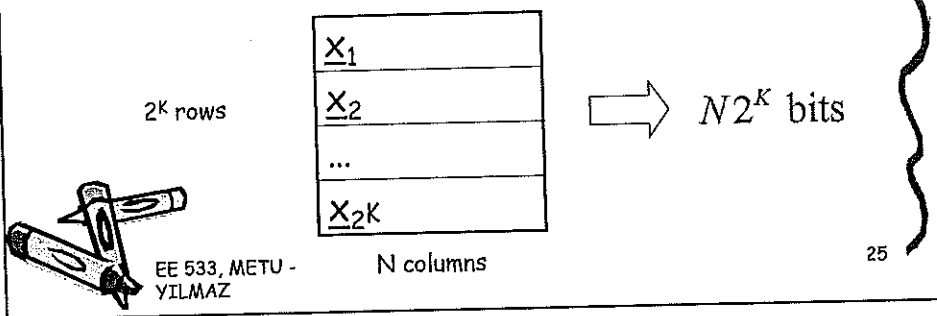 x₁
2ᴷ rows
x₂
N2ᴷ bits
...
x₂K
EE 533, METU -
YILMAZ
N columns
25